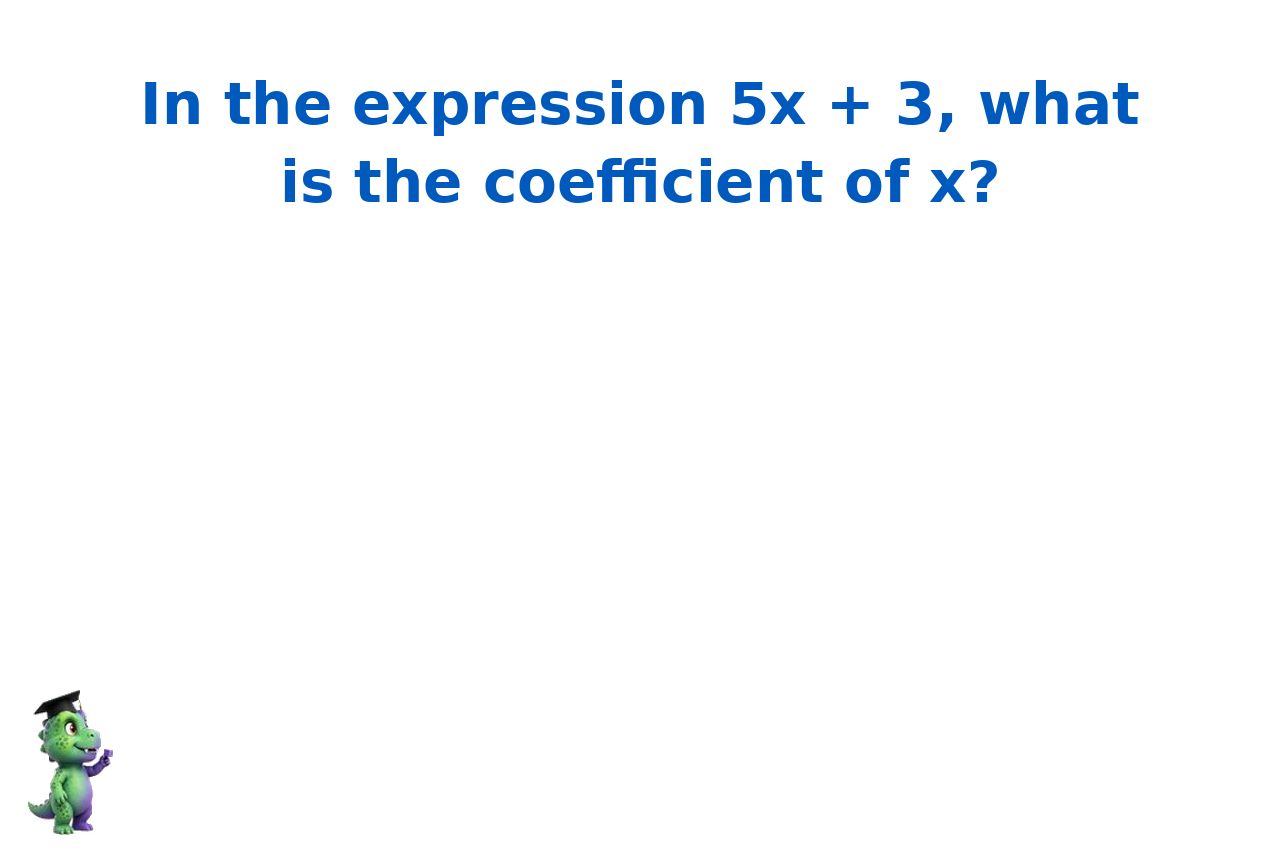 In the expression 5x + 3, what
is the coefficient of x?